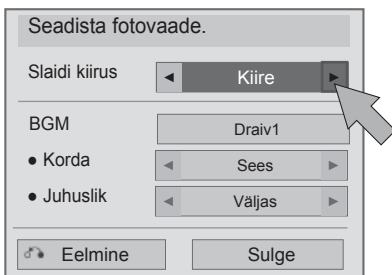 Seadista fotovaade.
Slaidi kiirus ◄ Kiire ►
BGM Draiv1
● Korda ◄ Sees ►
● Juhuslik ◄ Väljas ►
Eelmine Sulge